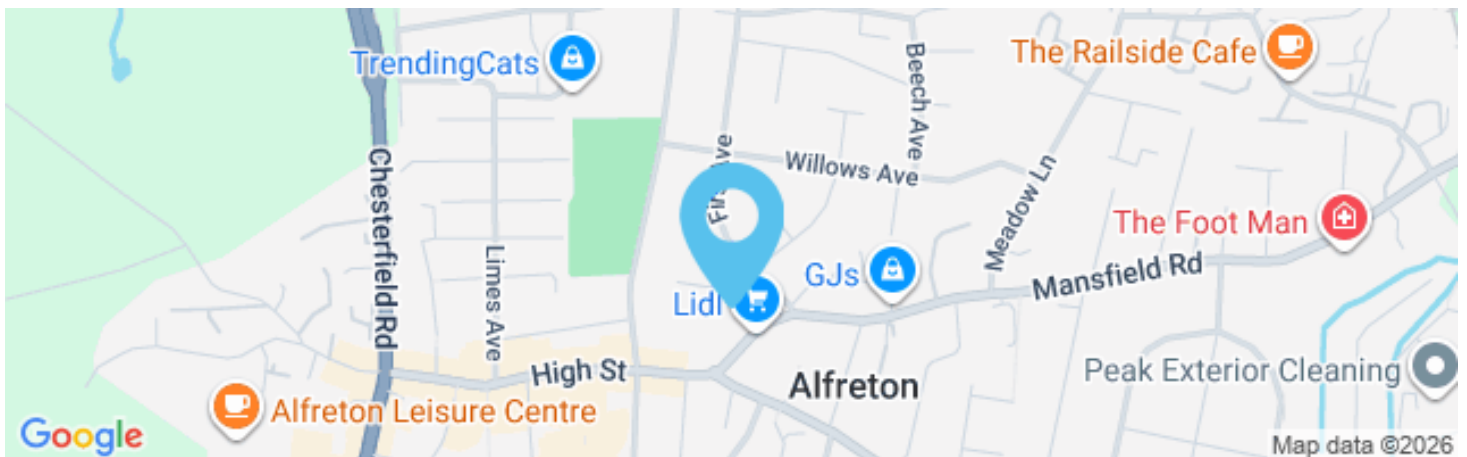 TrendingCats
The Railside Cafe
Beech Ave
Chesterfield Rd
Willows Ave
Meadow Ln
The Foot Man
Limes Ave
GJs
Mansfield Rd
Lidl
High St
Alfreton
Peak Exterior Cleaning
Alfreton Leisure Centre
Google
Map data ©2026